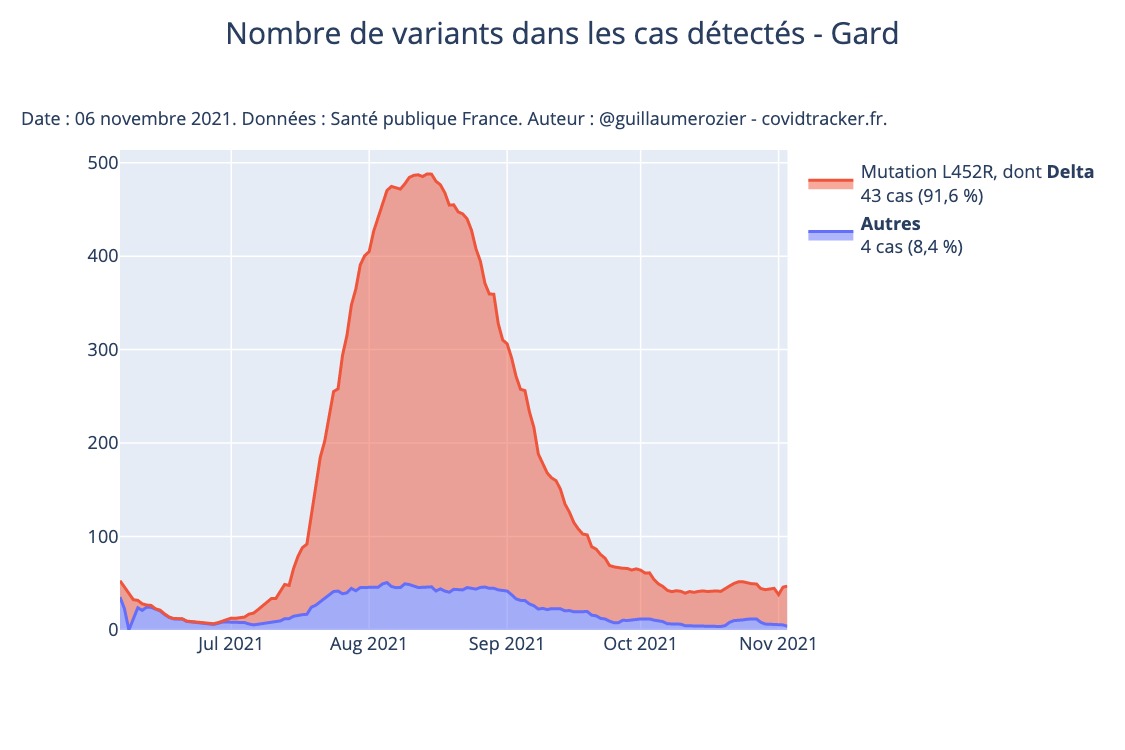 Nombre de variants dans les cas détectés - Gard
Date : 06 novembre 2021. Données : Santé publique France. Auteur : @guillaumerozier - covidtracker.fr.
500
400
300
200
100
0
Jul 2021
Aug 2021
Sep 2021
Oct 2021
Nov 2021
Mutation L452R, dont Delta
43 cas (91,6 %)
Autres
4 cas (8,4 %)